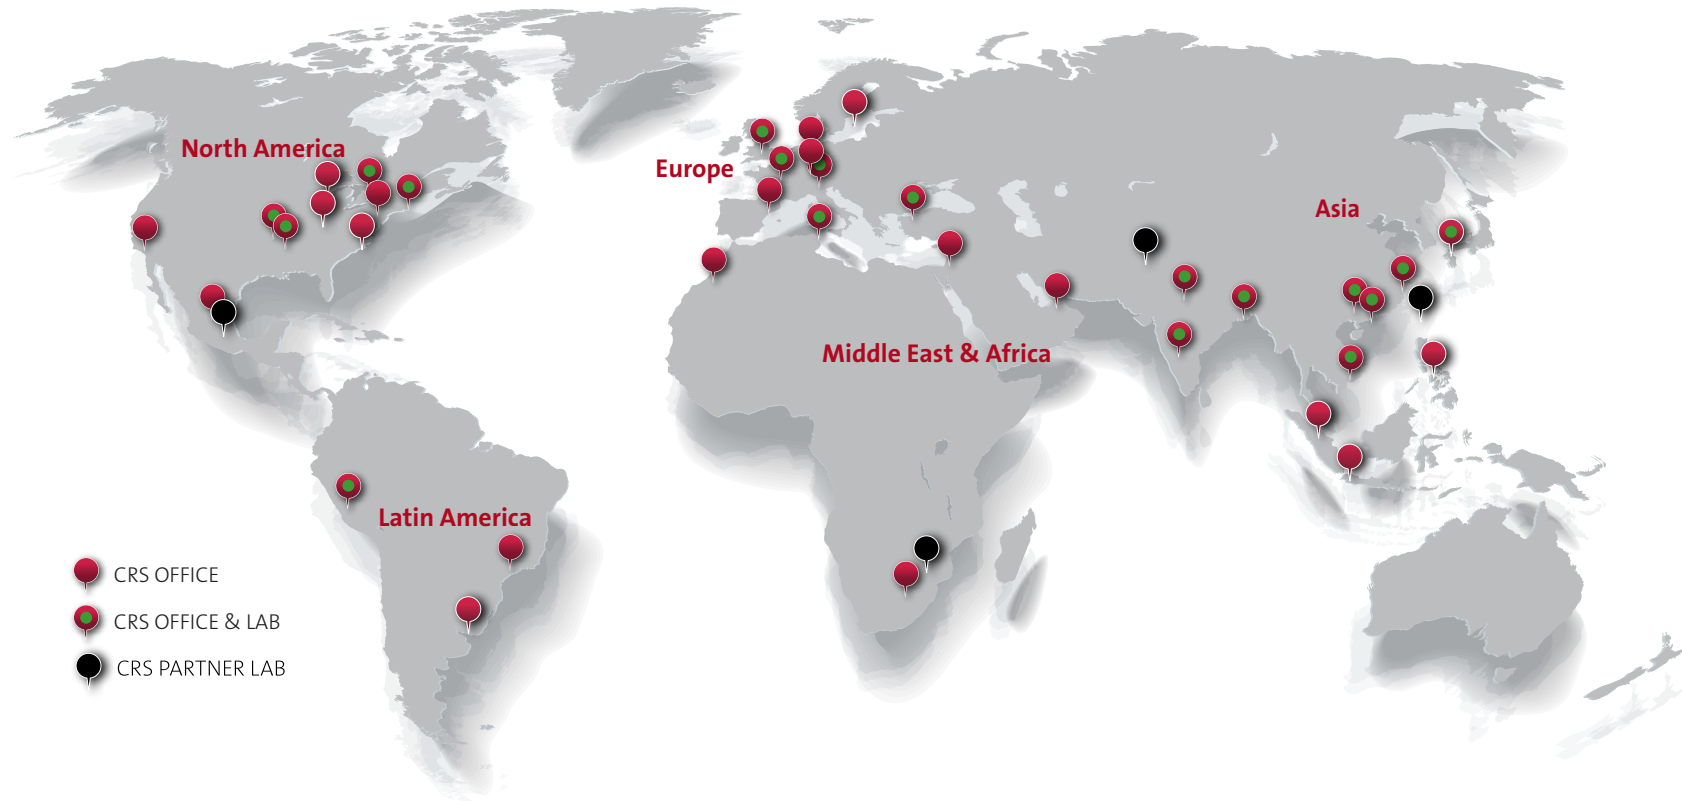 North America
Europe
Asia
Middle East & Africa
Latin America
CRS OFFICE
CRS OFFICE & LAB
CRS PARTNER LAB